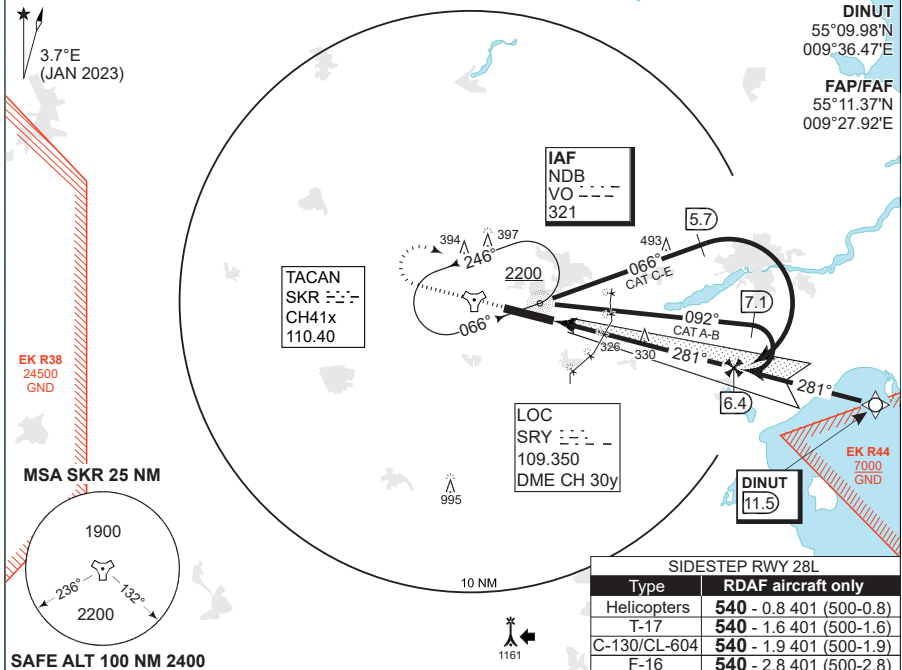 3.7°E
(JAN 2023)
DINUT
55°09.98'N
009°36.47'E
FAP/FAF
55°11.37'N
009°27.92'E
IAF
NDB
VO
321
5.7
394
397
493
246°
2200
066°
CAT C-E
TACAN
SKR
CH41x
110.40
7.1
066°
092°
CAT A-B
326
330
281°
281°
6.4
EK R38
24500
GND
LOC
SRY
109.350
DME CH 30y
EK R44
7000
GND
DINUT
11.5
MSA SKR 25 NM
995
1900
236°
132°
2200
10 NM
SIDESTEP RWY 28L
Type RDAF aircraft only
Helicopters 540 - 0.8 401 (500-0.8)
T-17 540 - 1.6 401 (500-1.6)
C-130/CL-604 540 - 1.9 401 (500-1.9)
F-16 540 - 2.8 401 (500-2.8)
1161
SAFE ALT 100 NM 2400